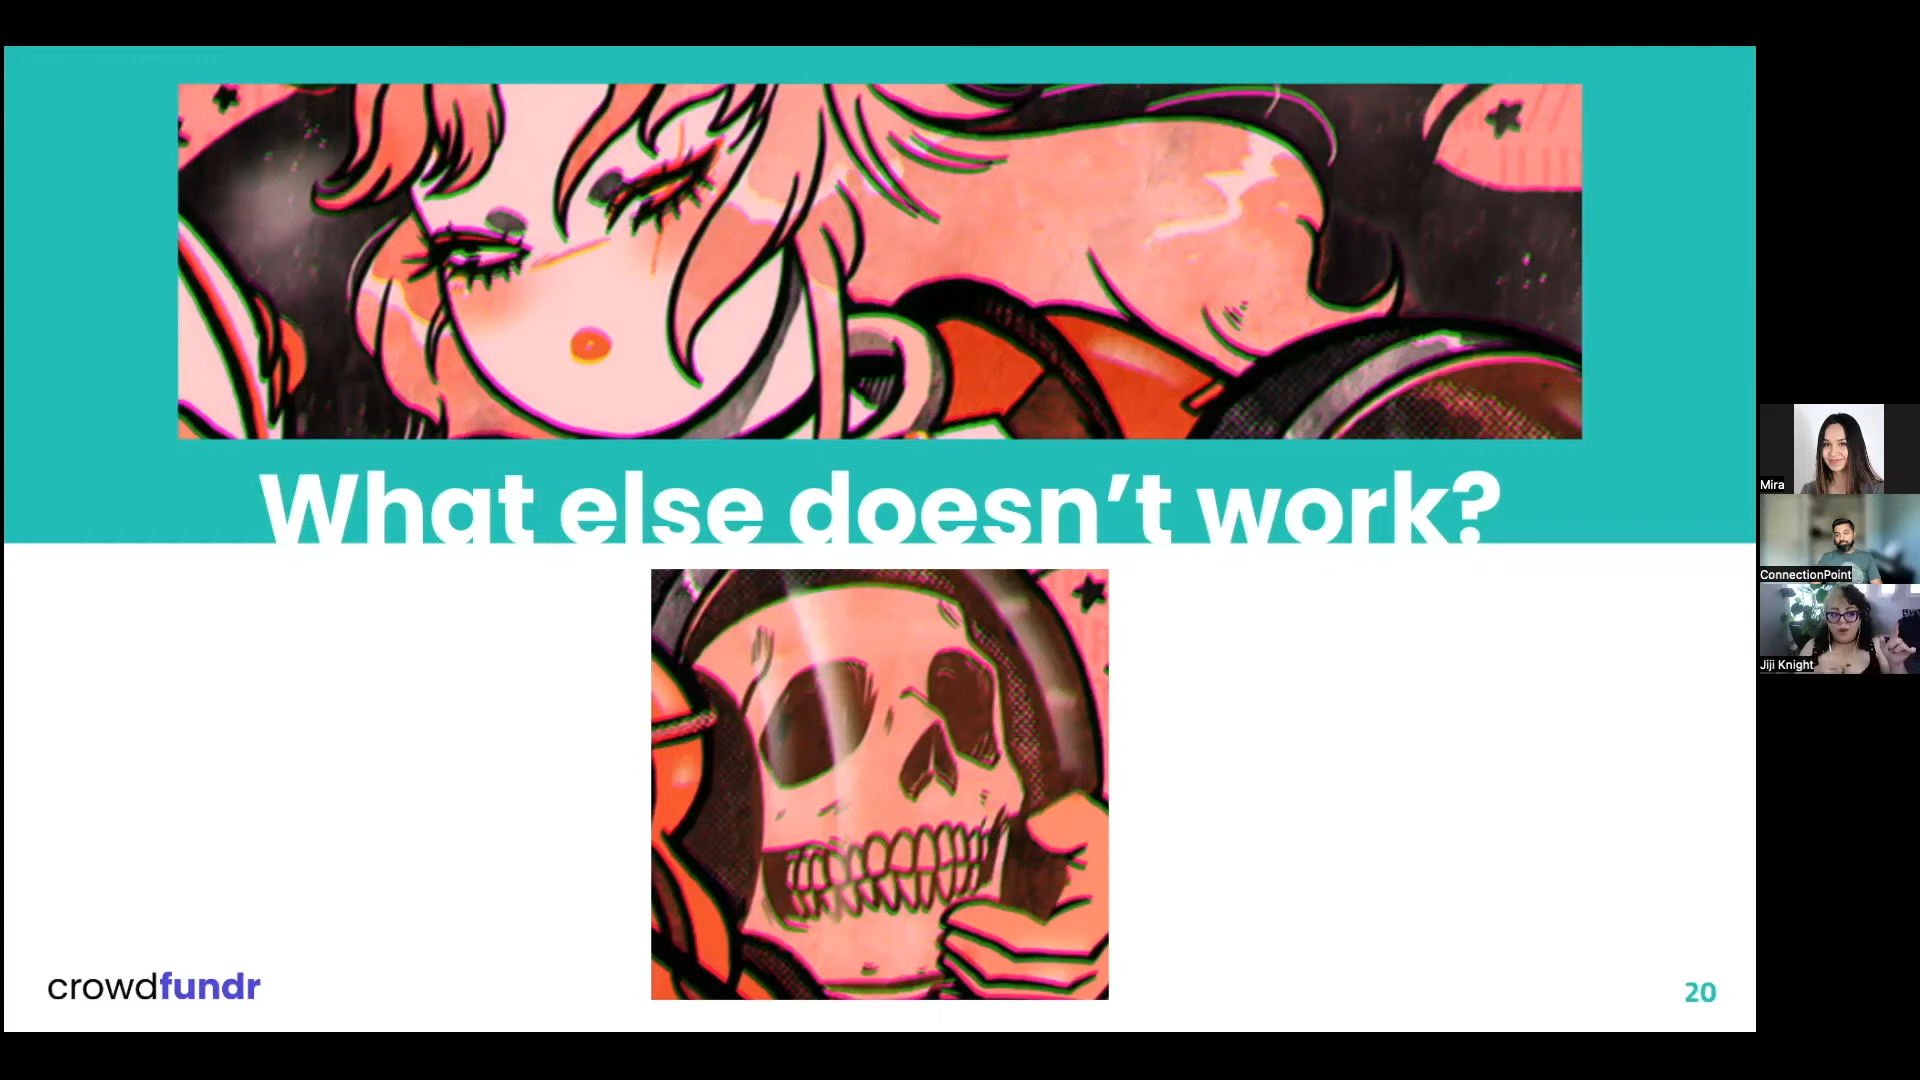 What else doesn’t work?
Mira
ConnectionPoint
Jiji Knight
crowdfundr
20